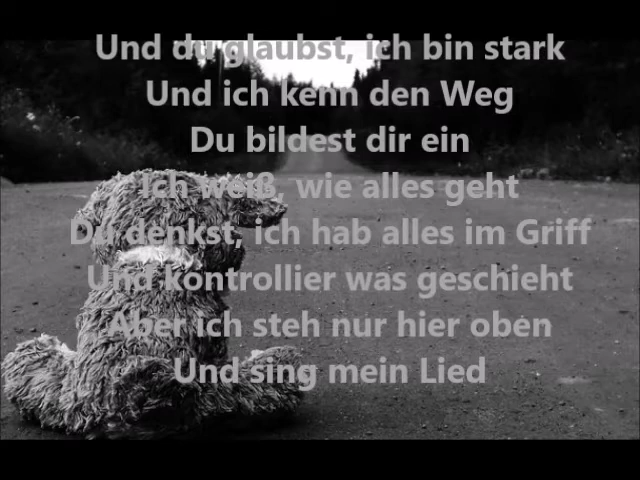 Und du glaubst, ich bin stark
Und ich kenn den Weg
Du bildest dir ein
Ich weiß, wie alles geht
Du denkst, ich hab alles im Griff
Und kontrollier was geschieht
Aber ich steh nur hier oben
Und sing mein Lied